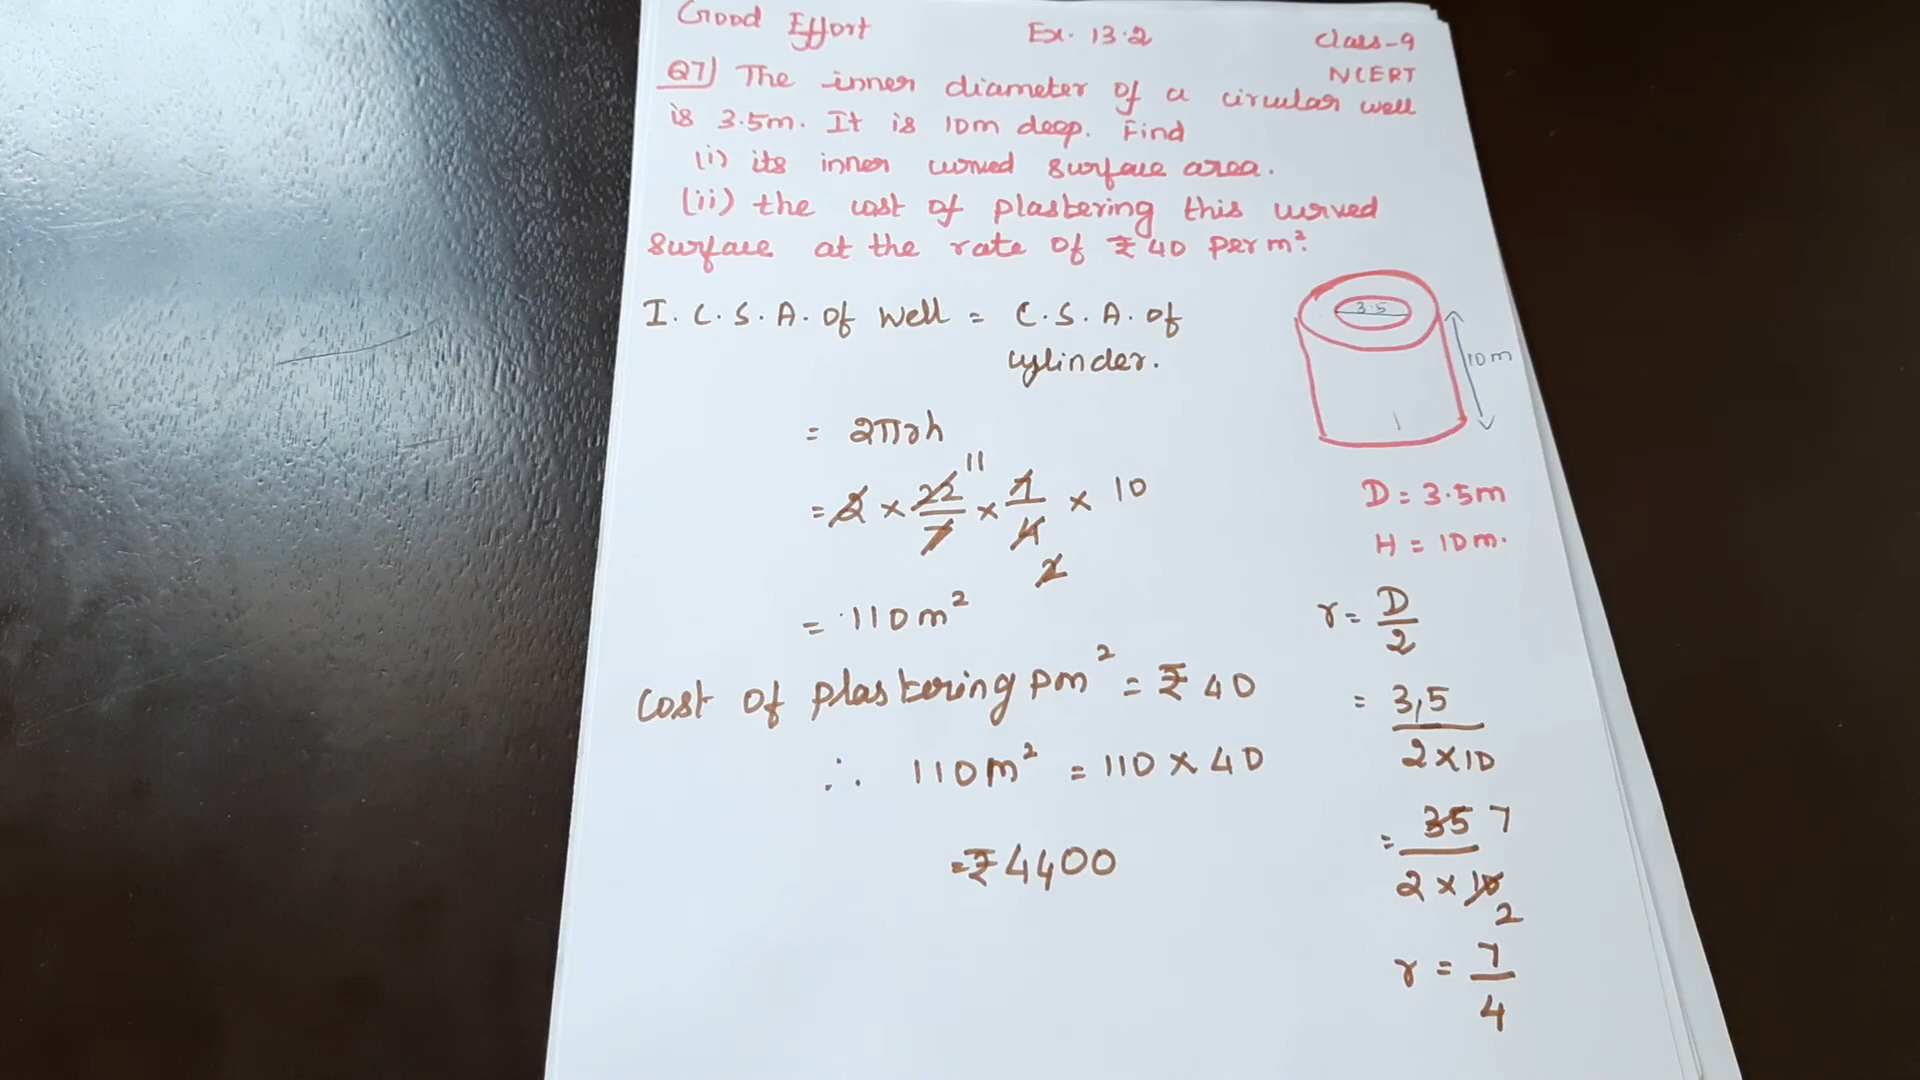 Good Effort Ex. 13.2 Class-9
NCERT
Q7) The inner diameter of a circular well
is 3.5m. It is 10m deep. Find
(i) its inner curved surface area.
(ii) the cost of plastering this curved
surface at the rate of ₹40 per m².
I.C.S.A. of well = C.S.A. of
cylinder.
= 2πrh
= 2 × 22/7 × 7/4 × 10
11
2
= 110m²
cost of plastering pm² = ₹40
∴ 110m² = 110 × 40
= ₹4400
3.5
10m
D = 3.5m
H = 10m.
r = D/2
= 3,5
2×10
= 35 7
2 × 10
2
r = 7/4